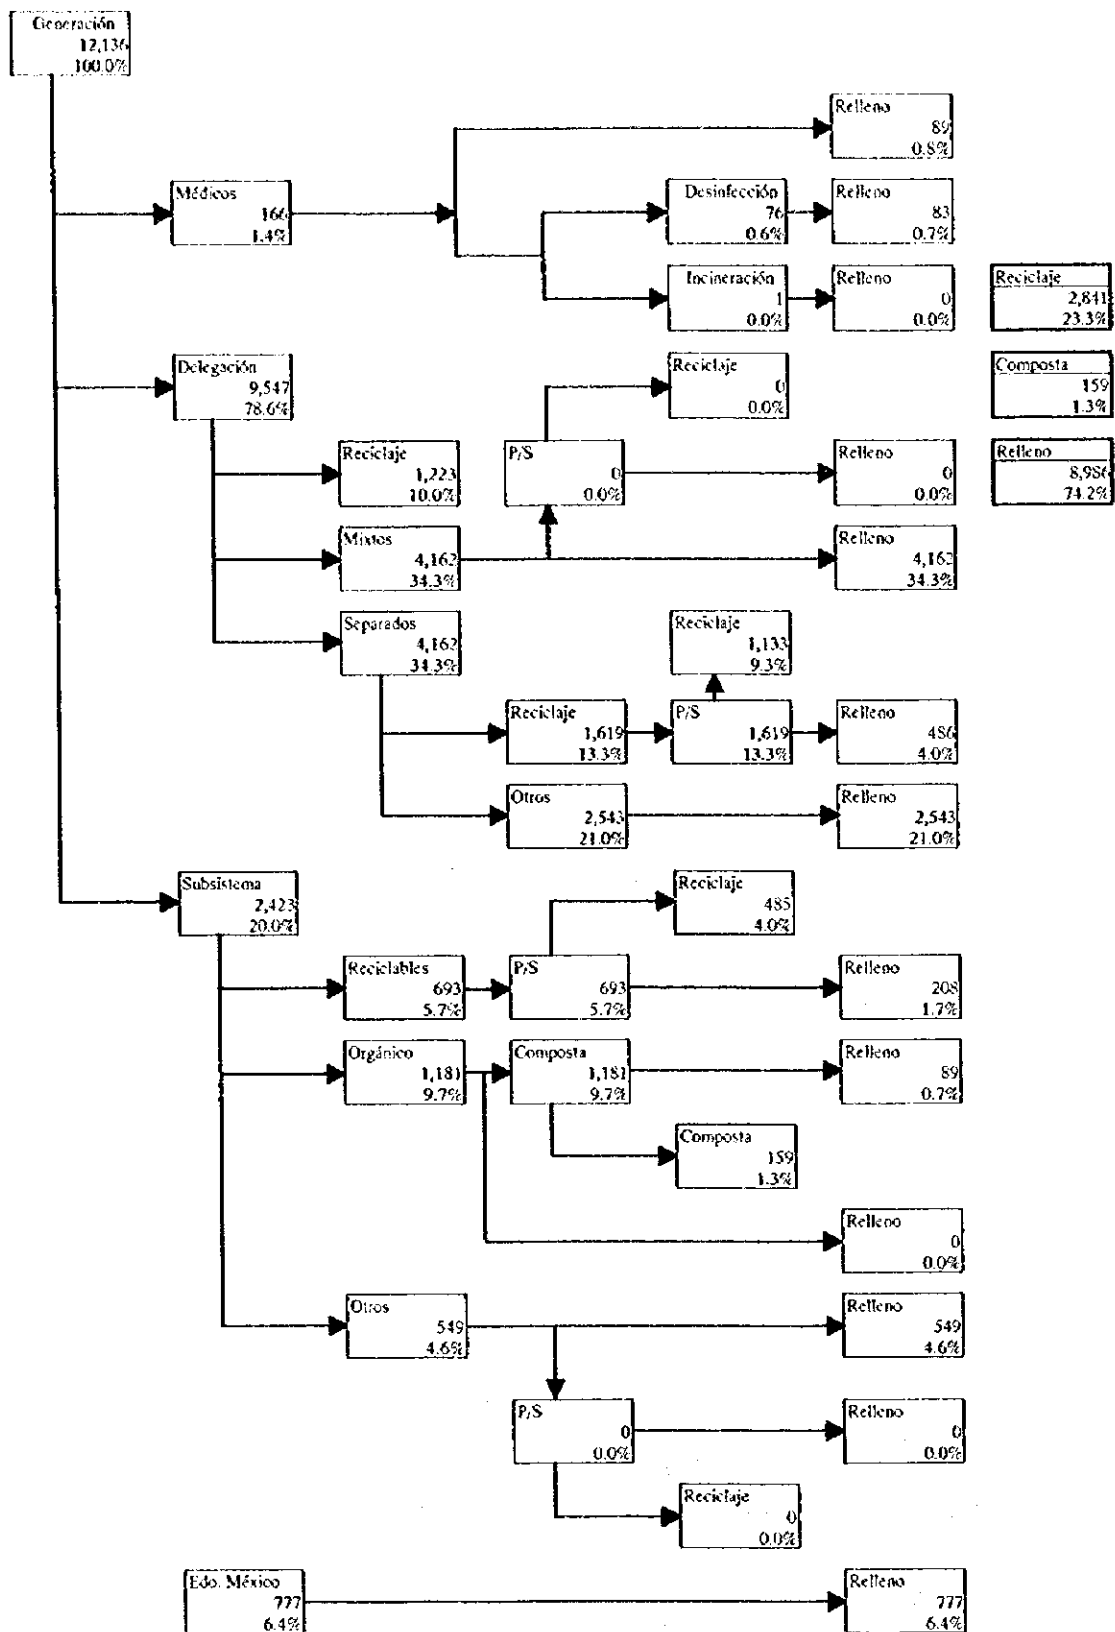 Generación
12,136
100.0%
Relleno
89
0.8%
Médicos
166
1.4%
Desinfección
76
0.6%
Relleno
83
0.7%
Incineración
1
0.0%
Relleno
0
0.0%
Reciclaje
2,841
23.3%
Delegación
9,547
78.6%
Reciclaje
0
0.0%
Composta
159
1.3%
Reciclaje
1,223
10.0%
P/S
0
0.0%
Relleno
0
0.0%
Relleno
8,986
74.2%
Mixtos
4,162
34.3%
Relleno
4,162
34.3%
Separados
4,162
34.3%
Reciclaje
1,133
9.3%
Reciclaje
1,619
13.3%
P/S
1,619
13.3%
Relleno
486
4.0%
Otros
2,543
21.0%
Relleno
2,543
21.0%
Subsistema
2,423
20.0%
Reciclaje
485
4.0%
Reciclables
693
5.7%
P/S
693
5.7%
Relleno
208
1.7%
Orgánico
1,181
9.7%
Composta
1,181
9.7%
Relleno
89
0.7%
Composta
159
1.3%
Relleno
0
0.0%
Otros
549
4.6%
Relleno
549
4.6%
P/S
0
0.0%
Relleno
0
0.0%
Reciclaje
0
0.0%
Edo. México
777
6.4%
Relleno
777
6.4%